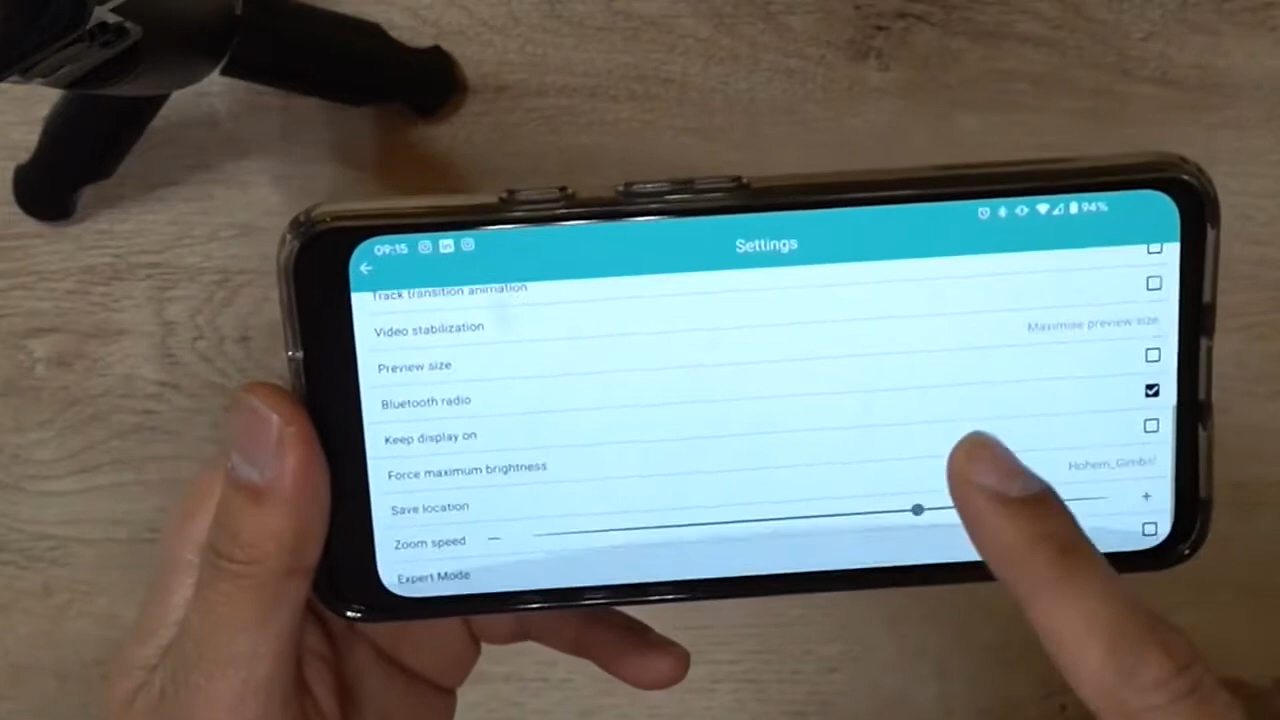 09:15
94%
Settings
Track transition animation
Video stabilization
Preview size
Maximise preview size
Bluetooth radio
Keep display on
Force maximum brightness
Save location
Hohem_Gimbal/
Zoom speed — +
Expert Mode